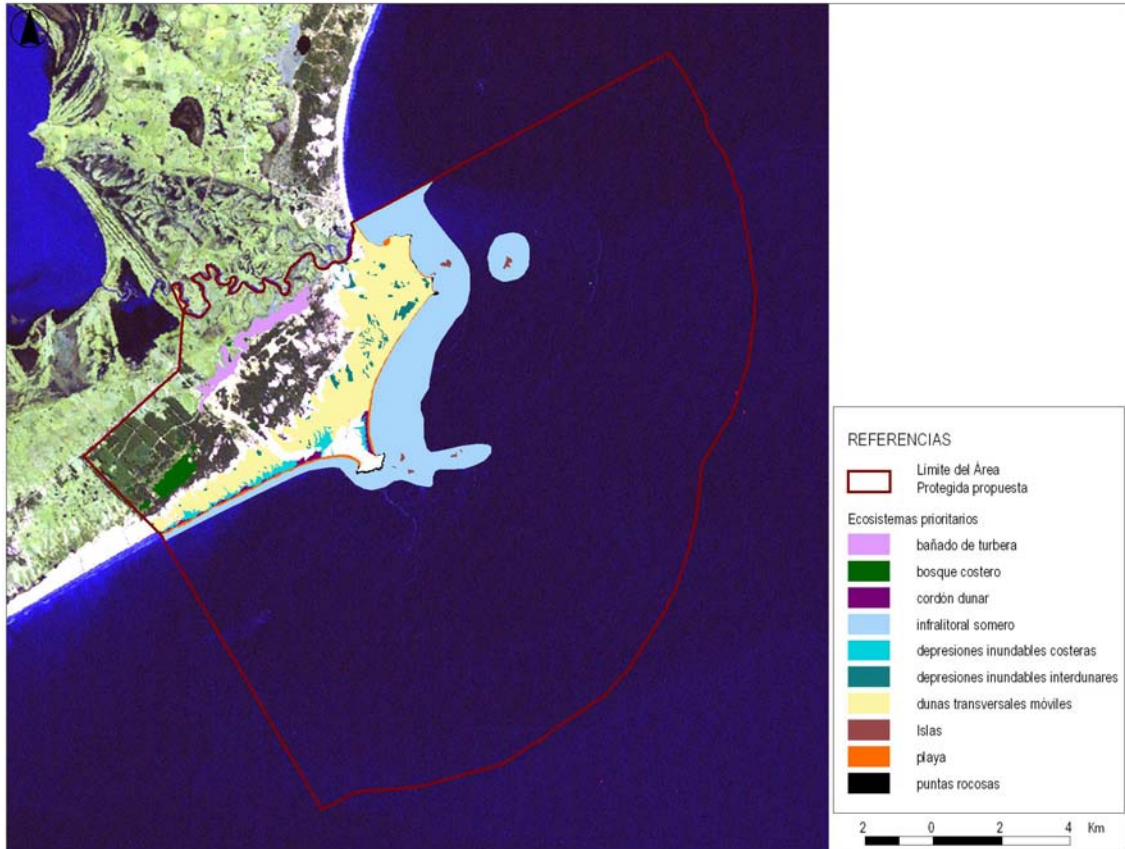 REFERENCIAS
Límite del Área
Protegida propuesta
Ecosistemas prioritarios
bañado de turbera
bosque costero
cordón dunar
infralitoral somero
depresiones inundables costeras
depresiones inundables interdunares
dunas transversales móviles
Islas
playa
puntas rocosas
2 0 2 4 Km